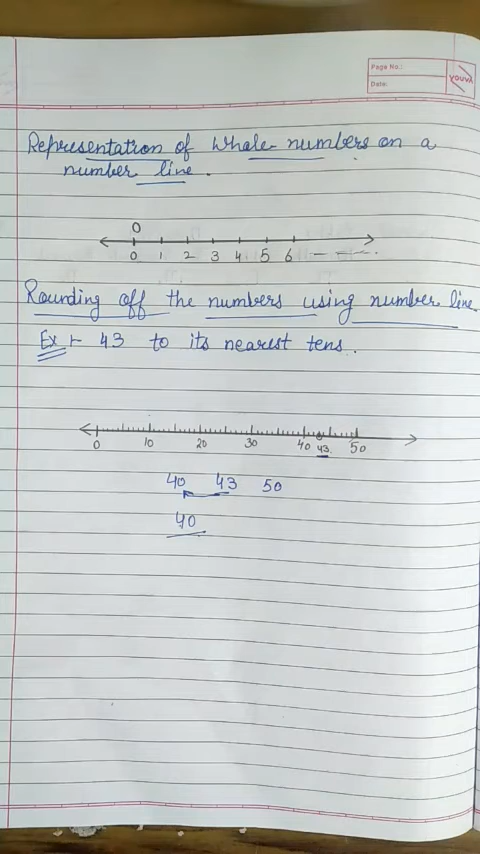 Page No.:
Date:
YOUVA
Representation of Whole numbers on a
number line.
0
0 1 2 3 4 5 6 - - -
Rounding off the numbers using number line
Ex :- 43 to its nearest tens.
0 10 20 30 40 43 50
40 43 50
40